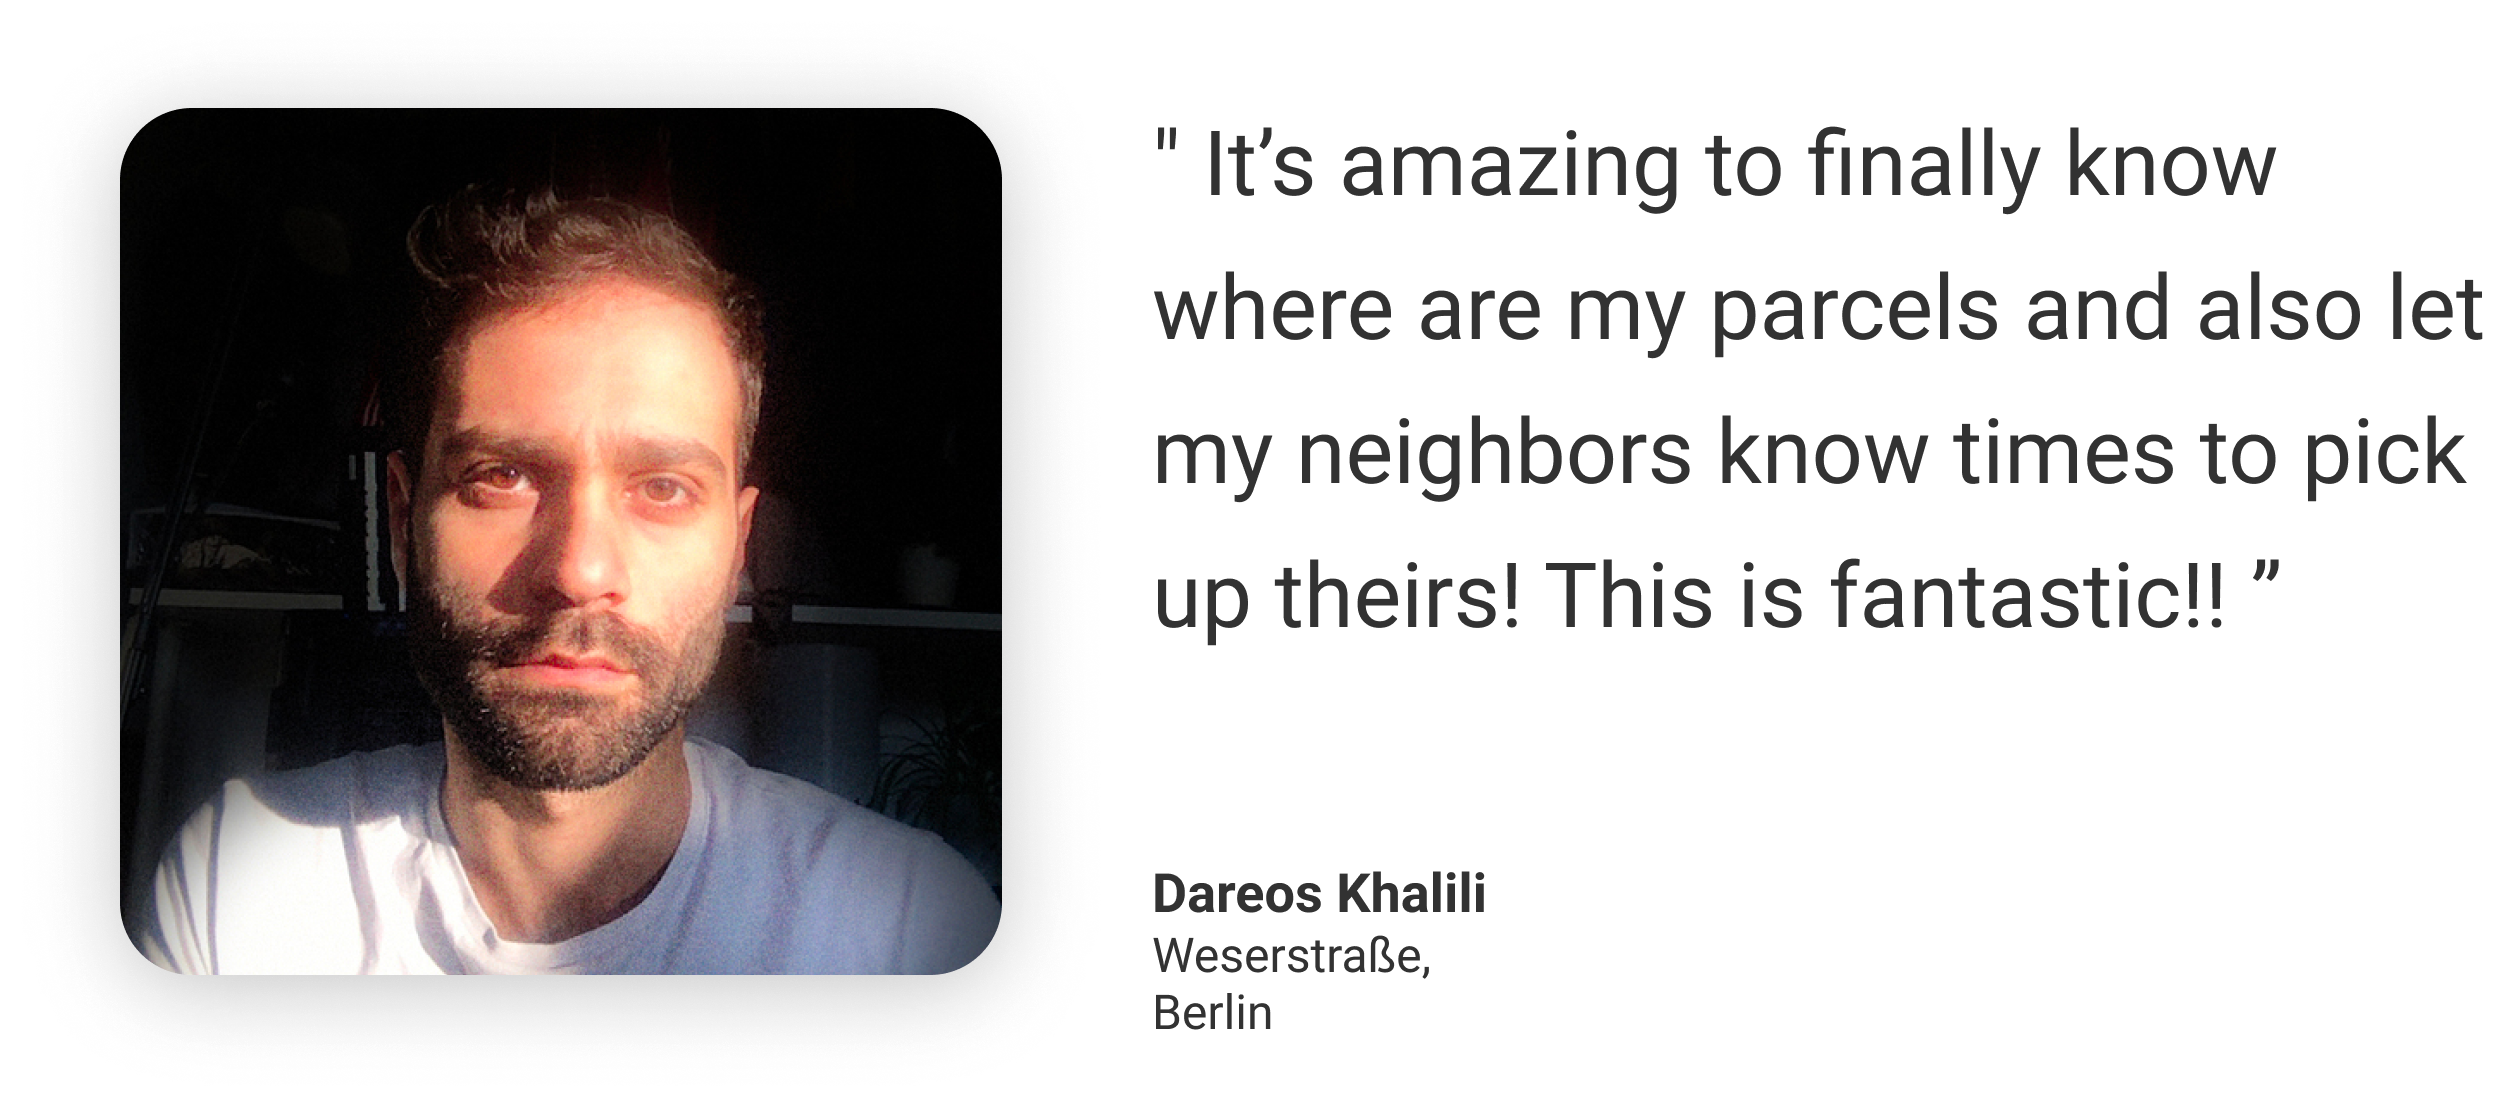 " It’s amazing to finally know
where are my parcels and also let
my neighbors know times to pick
up theirs! This is fantastic!! ”
Dareos Khalili
Weserstraße,
Berlin